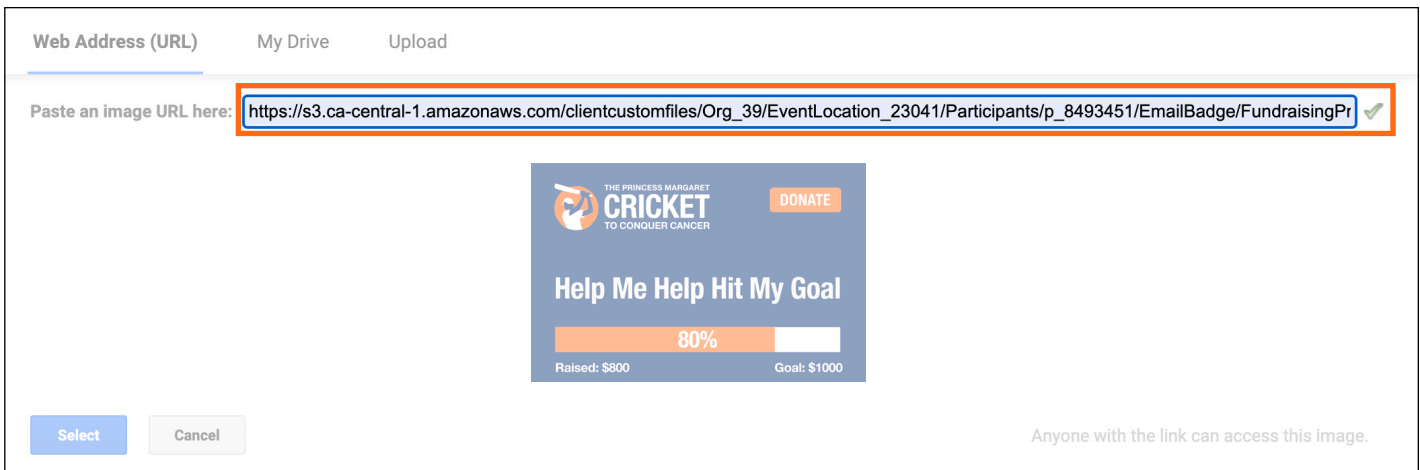 Web Address (URL) My Drive Upload
Paste an image URL here: https://s3.ca-central-1.amazonaws.com/clientcustomfiles/Org_39/EventLocation_23041/Participants/p_8493451/EmailBadge/FundraisingPr
THE PRINCESS MARGARET
CRICKET
TO CONQUER CANCER
DONATE
Help Me Help Hit My Goal
80%
Raised: $800 Goal: $1000
Select Cancel Anyone with the link can access this image.